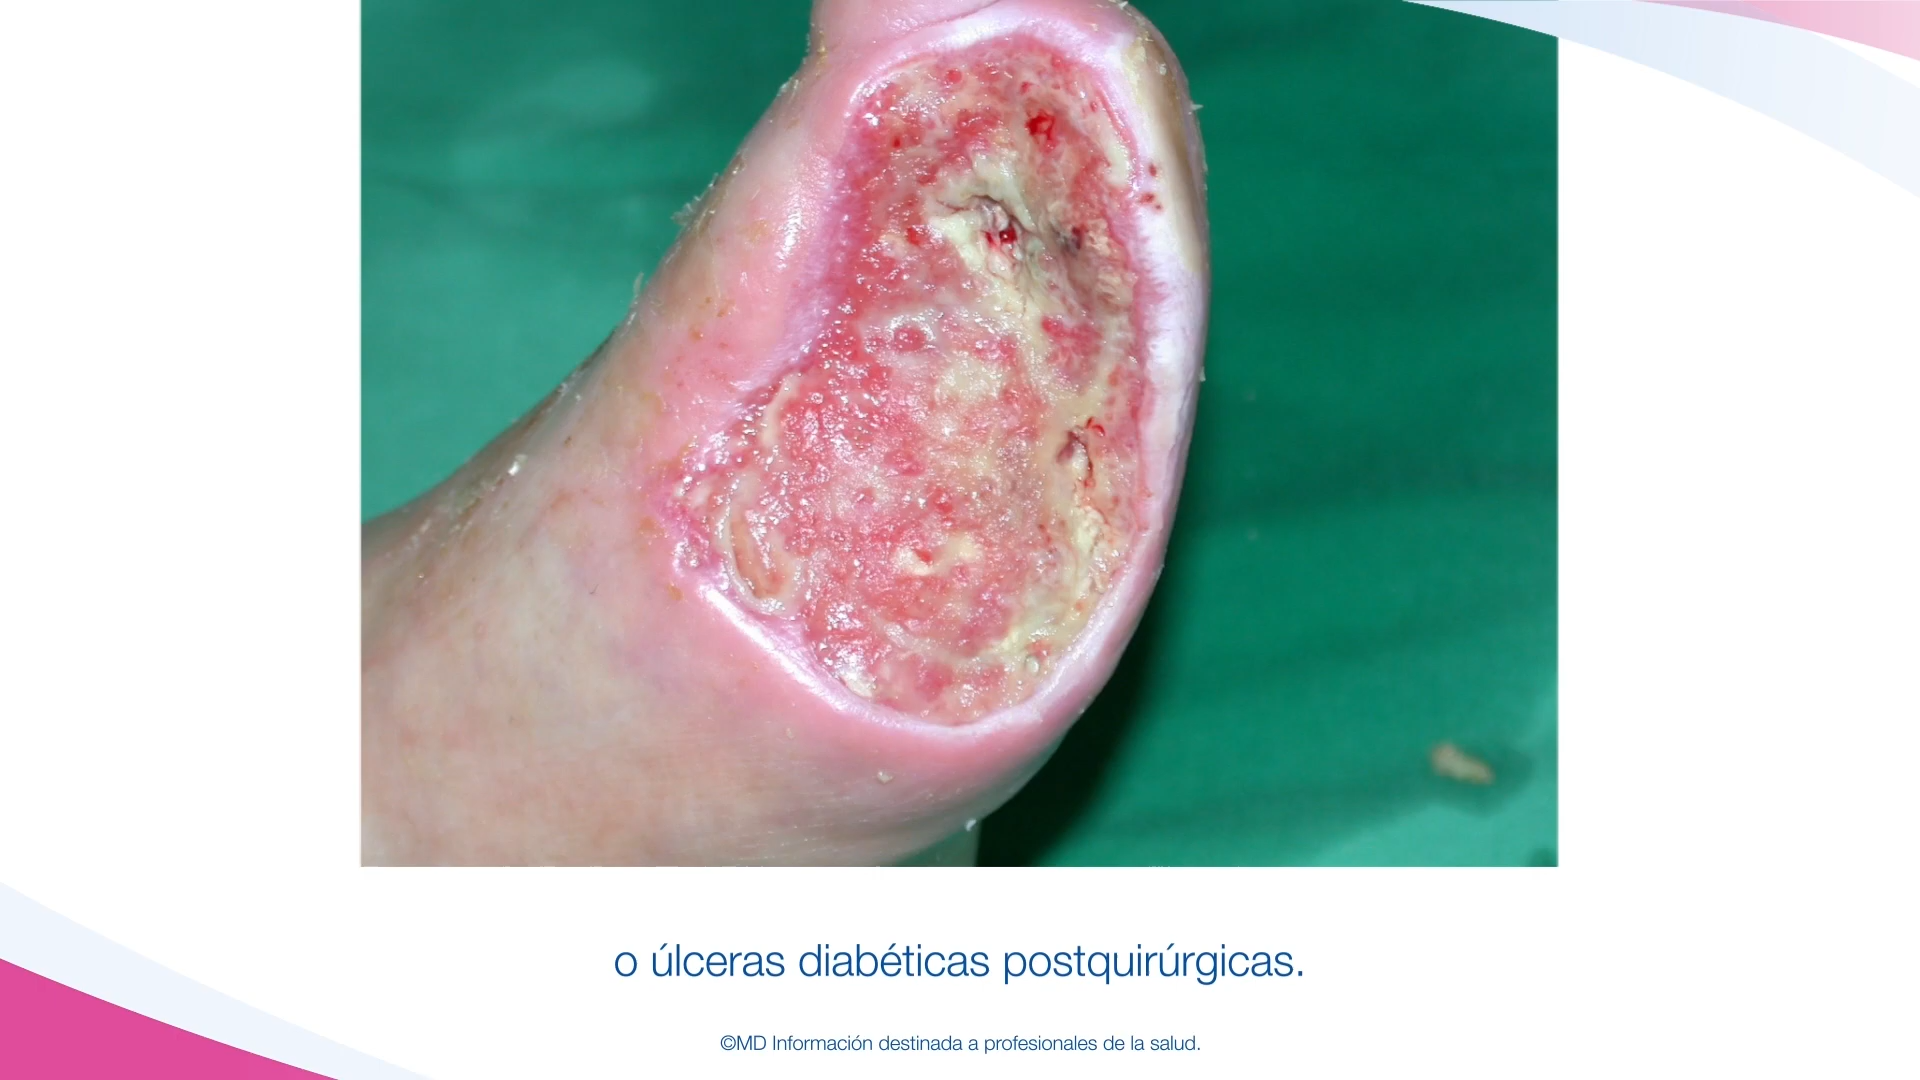 o úlceras diabéticas postquirúrgicas.
©MD Información destinada a profesionales de la salud.